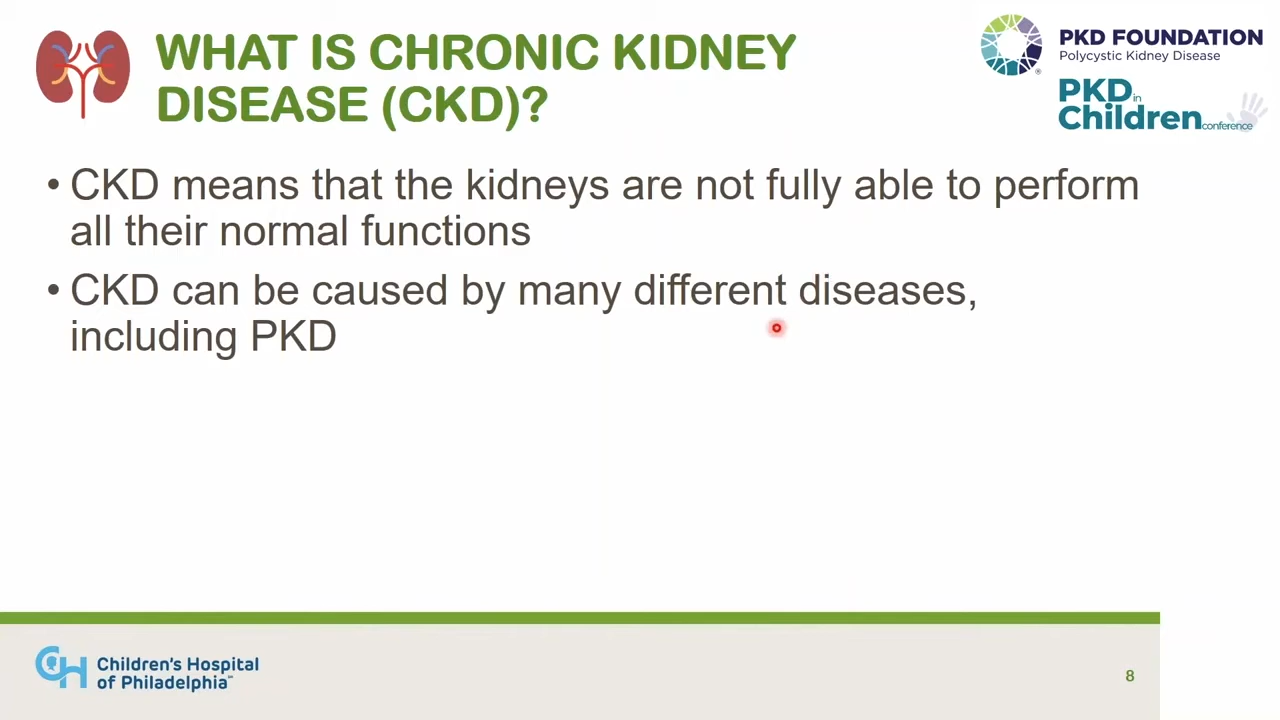 WHAT IS CHRONIC KIDNEY
DISEASE (CKD)?
PKD FOUNDATION
Polycystic Kidney Disease
PKD in
Children conference
• CKD means that the kidneys are not fully able to perform
all their normal functions
• CKD can be caused by many different diseases,
including PKD
CH Children's Hospital
of Philadelphia
8